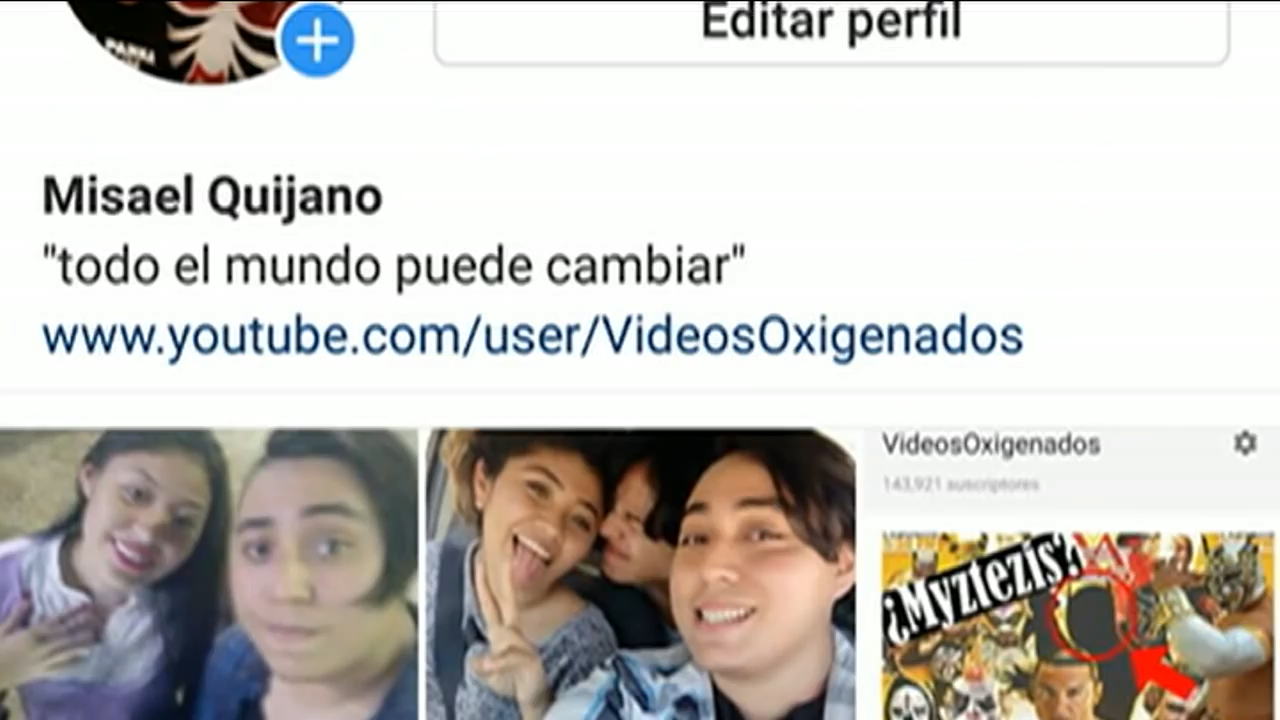 Editar perfil
Misael Quijano
"todo el mundo puede cambiar"
www.youtube.com/user/VideosOxigenados
VideosOxigenados
143,921 suscriptores
¿Myztezis?